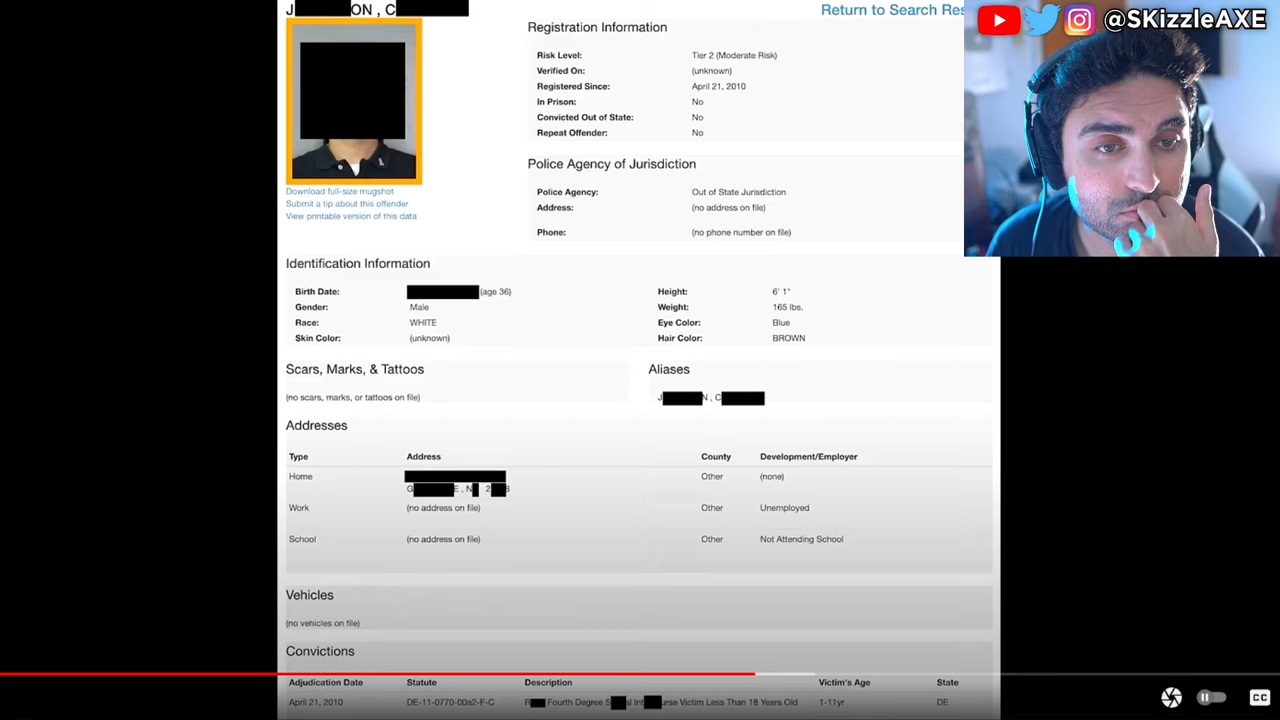 J ON , C
Return to Search Res
@SKizzleAXE
Registration Information
Risk Level: Tier 2 (Moderate Risk)
Verified On: (unknown)
Registered Since: April 21, 2010
In Prison: No
Convicted Out of State: No
Repeat Offender: No
Police Agency of Jurisdiction
Police Agency: Out of State Jurisdiction
Address: (no address on file)
Phone: (no phone number on file)
Download full-size mugshot
Submit a tip about this offender
View printable version of this data
Identification Information
Birth Date: (age 36) Height: 6' 1"
Gender: Male Weight: 165 lbs.
Race: WHITE Eye Color: Blue
Skin Color: (unknown) Hair Color: BROWN
Scars, Marks, & Tattoos Aliases
(no scars, marks, or tattoos on file) J N , C
Addresses
Type Address County Development/Employer
Home Other (none)
G E , N 2 8
Work (no address on file) Other Unemployed
School (no address on file) Other Not Attending School
Vehicles
(no vehicles on file)
Convictions
Adjudication Date Statute Description Victim's Age State
April 21, 2010 DE-11-0770-00a2-F-C R Fourth Degree S al Int urse Victim Less Than 18 Years Old 1-11yr DE
CC